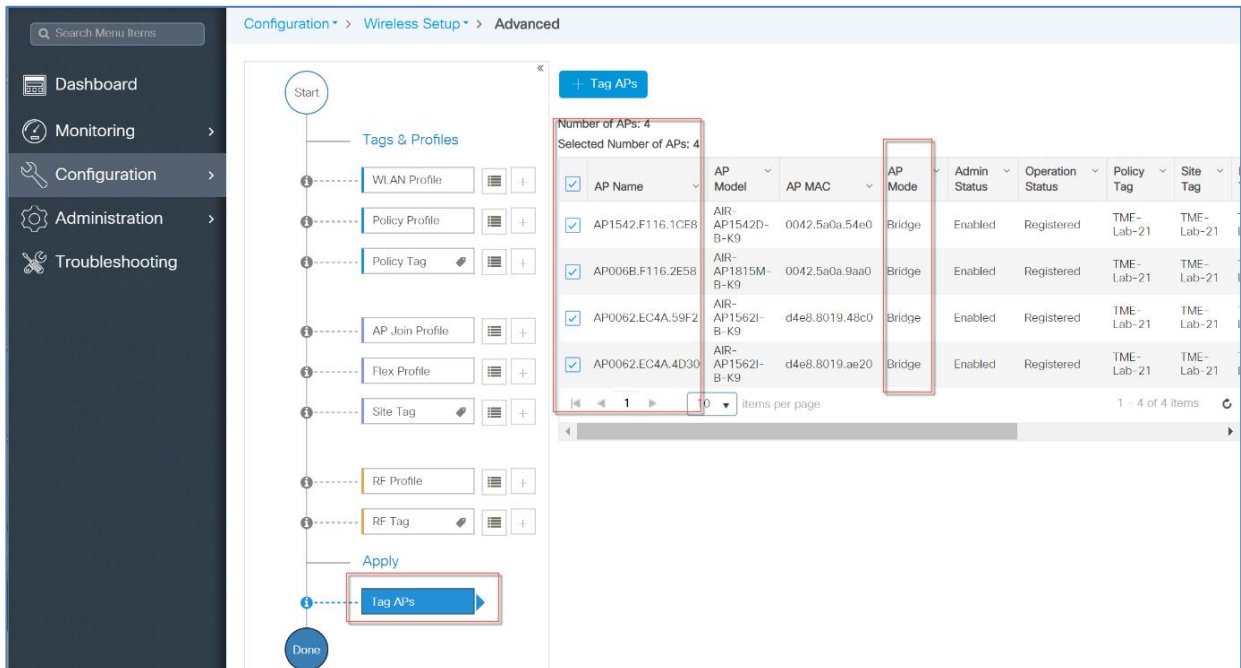 Search Menu Items
Dashboard
Monitoring
Configuration
Administration
Troubleshooting
Configuration > Wireless Setup > Advanced
Start
Tags & Profiles
WLAN Profile
Policy Profile
Policy Tag
AP Join Profile
Flex Profile
Site Tag
RF Profile
RF Tag
Apply
Tag APs
Done
+ Tag APs
Number of APs: 4
Selected Number of APs: 4
AP Name AP Model AP MAC AP Mode Admin Status Operation Status Policy Tag Site Tag
AP1542.F116.1CE8 AIR-AP1542D-B-K9 0042.5a0a.54e0 Bridge Enabled Registered TME-Lab-21 TME-Lab-21
AP006B.F116.2E58 AIR-AP1815M-B-K9 0042.5a0a.9aa0 Bridge Enabled Registered TME-Lab-21 TME-Lab-21
AP0062.EC4A.59F2 AIR-AP1562I-B-K9 d4e8.8019.48c0 Bridge Enabled Registered TME-Lab-21 TME-Lab-21
AP0062.EC4A.4D30 AIR-AP1562I-B-K9 d4e8.8019.ae20 Bridge Enabled Registered TME-Lab-21 TME-Lab-21
1 10 items per page 1 - 4 of 4 items